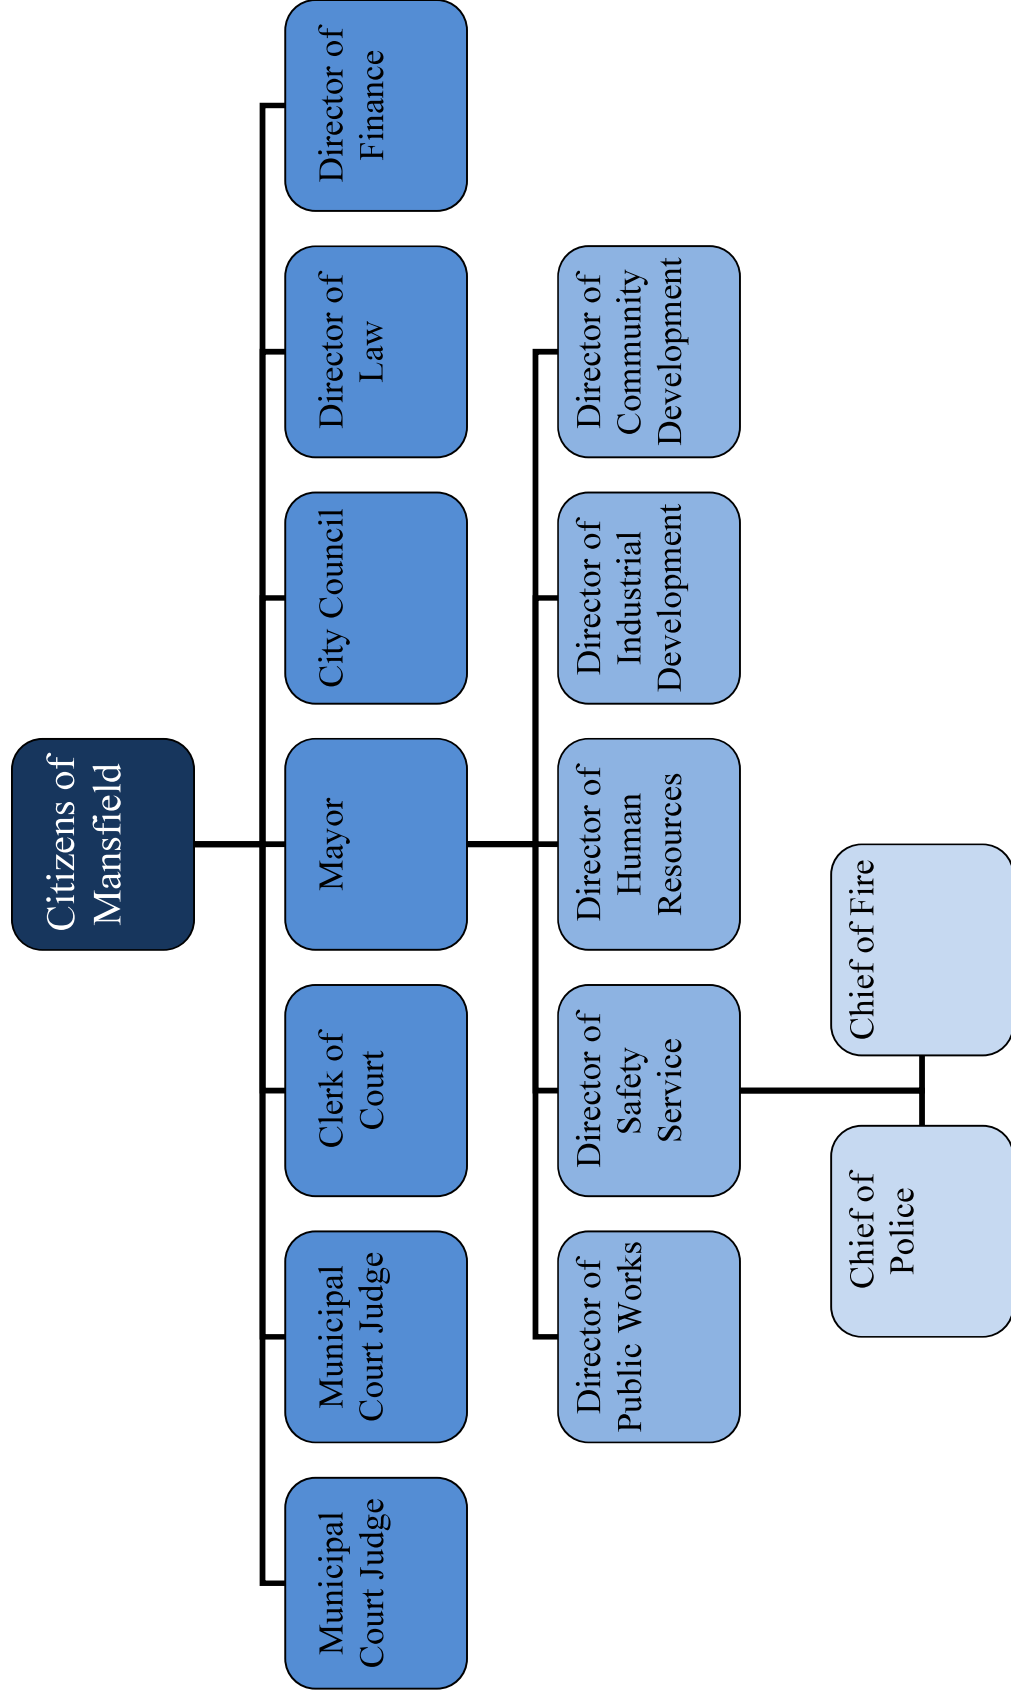 Citizens of
Mansfield
Municipal
Court Judge
Municipal
Court Judge
Clerk of
Court
Mayor
City Council
Director of
Law
Director of
Finance
Director of
Public Works
Director of
Safety
Service
Director of
Human
Resources
Director of
Industrial
Development
Director of
Community
Development
Chief of
Police
Chief of Fire